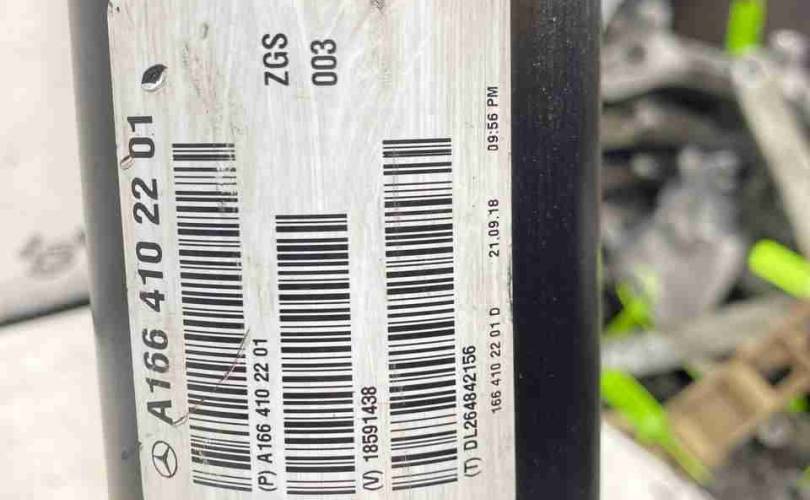 A166 410 22 01
ZGS
003
(P) A166 410 22 01
(V) 18591438
(T) DL264842156
166 410 22 01 D 21.09.18 09:56 PM